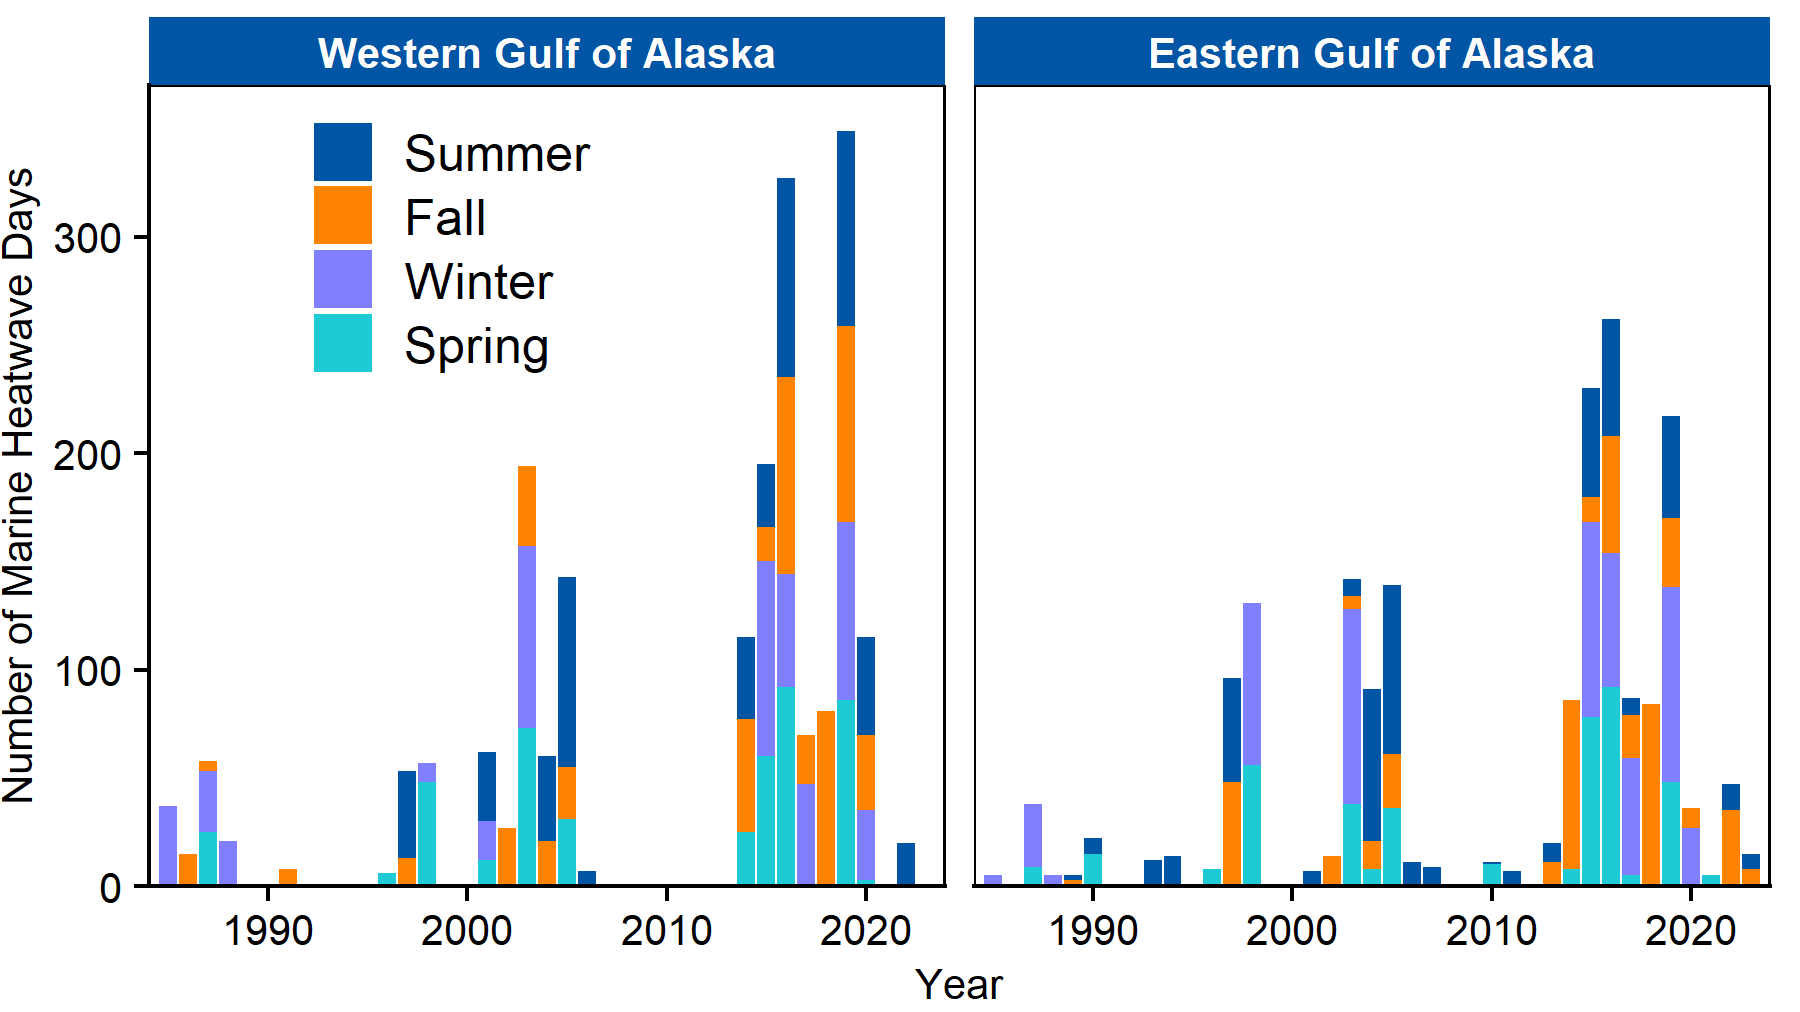 Western Gulf of Alaska
Eastern Gulf of Alaska
Number of Marine Heatwave Days
300
200
100
0
Summer
Fall
Winter
Spring
1990
2000
2010
2020
1990
2000
2010
2020
Year